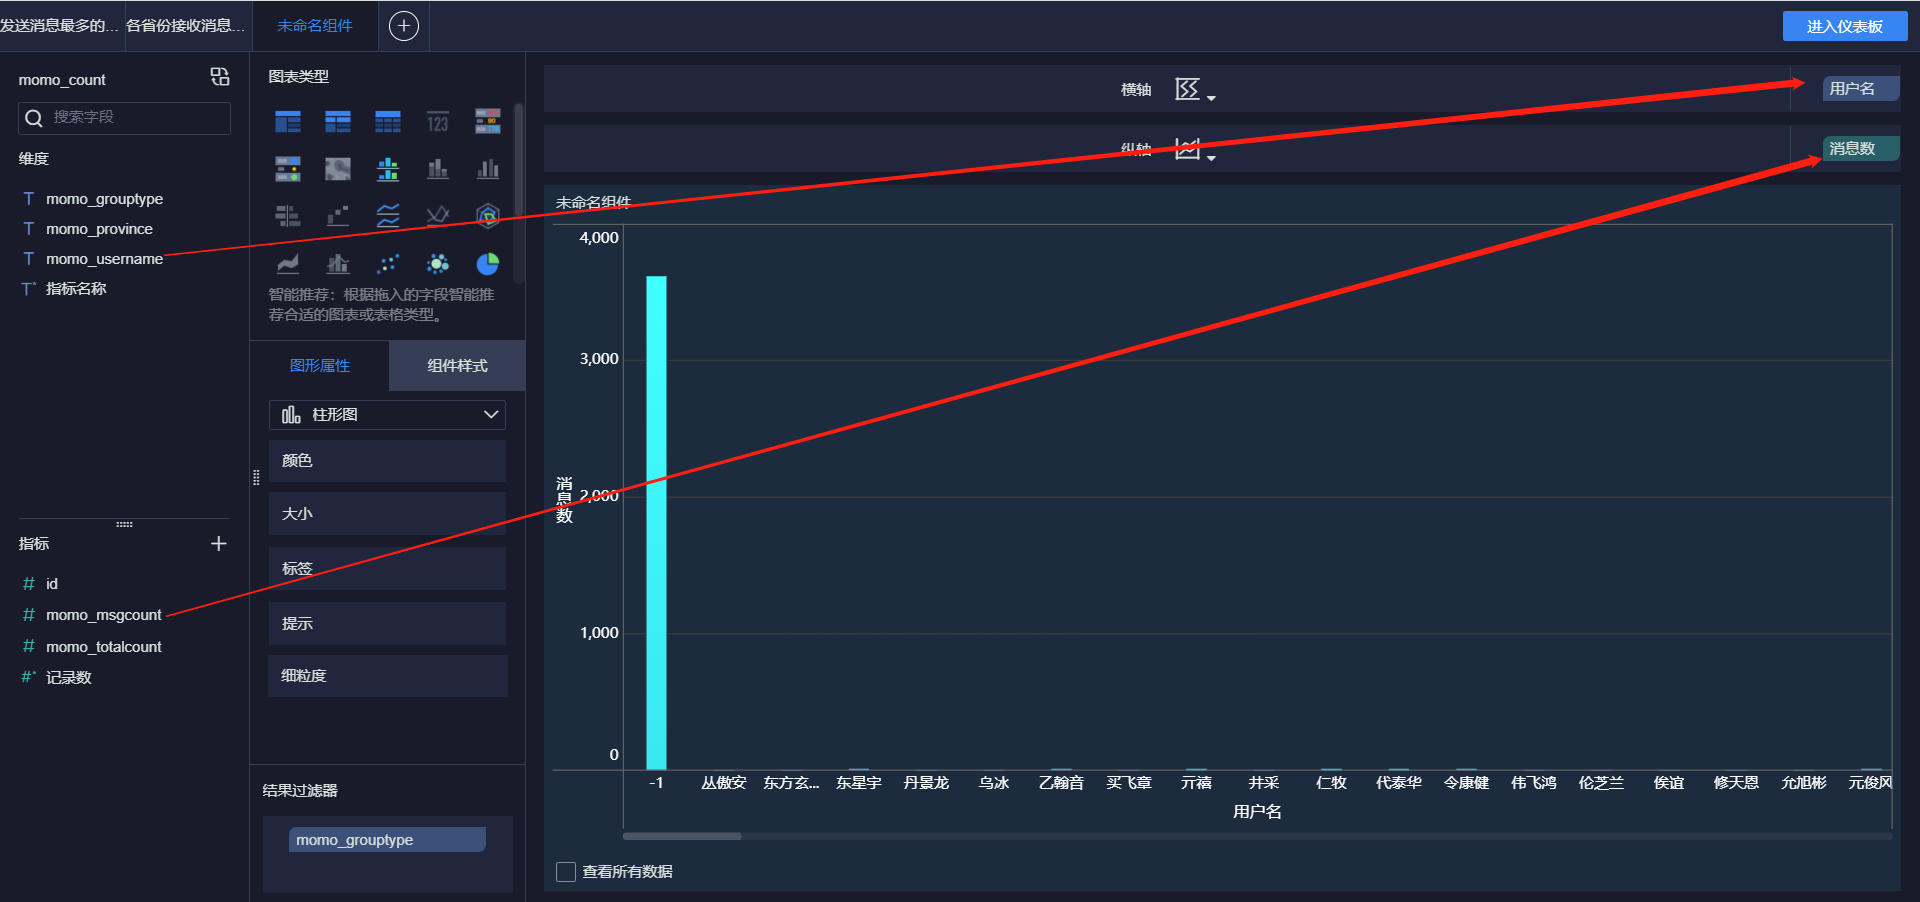 发送消息最多的...
各省份接收消息...
未命名组件
进入仪表板
momo_count
搜索字段
维度
T momo_grouptype
T momo_province
T momo_username
T* 指标名称
指标
# id
# momo_msgcount
# momo_totalcount
#* 记录数
图表类型
123
智能推荐：根据拖入的字段智能推
荐合适的图表或表格类型。
图形属性
组件样式
柱形图
颜色
大小
标签
提示
细粒度
结果过滤器
momo_grouptype
横轴
用户名
纵轴
消息数
未命名组件
4,000
3,000
2,000
1,000
0
消息数
-1
丛傲安
东方玄...
东星宇
丹景龙
乌冰
乙翰音
买飞章
亓禧
井采
仁牧
代泰华
令康健
伟飞鸿
伦芝兰
俟谊
修天恩
允旭彬
元俊风
用户名
查看所有数据